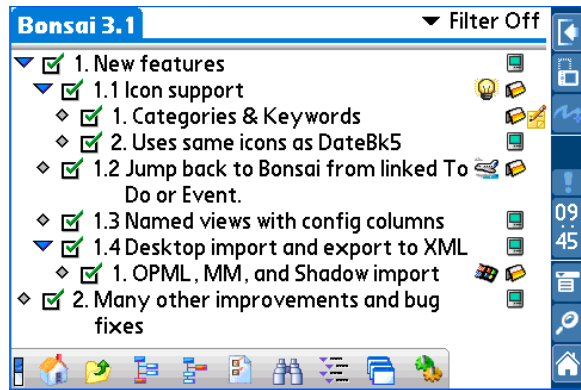 Bonsai 3.1
Filter Off
1. New features
1.1 Icon support
1. Categories & Keywords
2. Uses same icons as DateBk5
1.2 Jump back to Bonsai from linked To
Do or Event.
1.3 Named views with config columns
1.4 Desktop import and export to XML
1. OPML, MM, and Shadow import
2. Many other improvements and bug
fixes
09
:
45